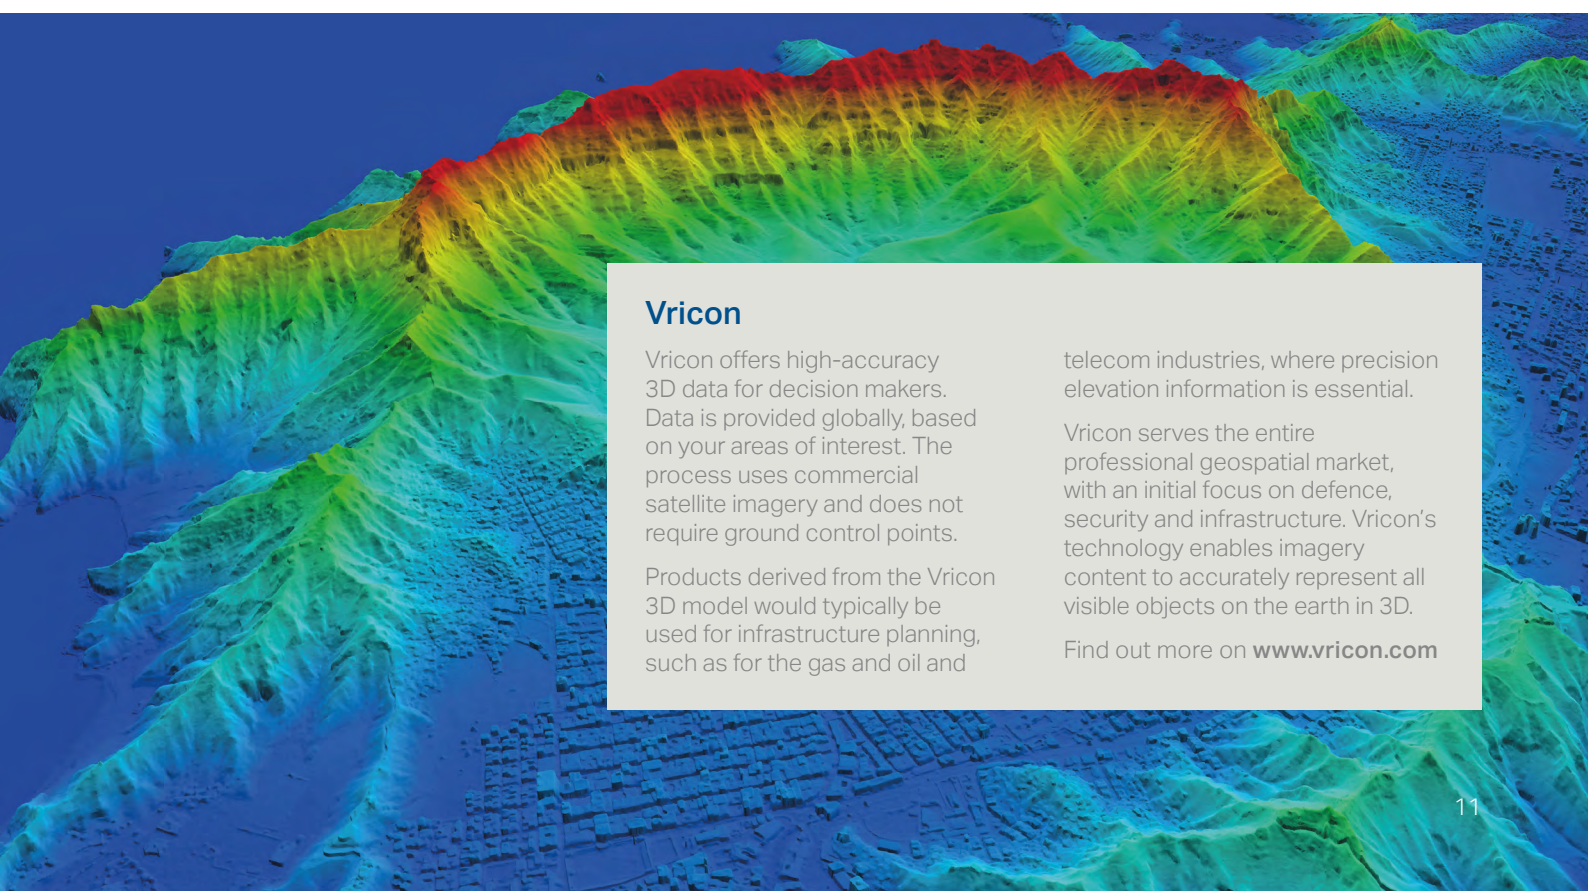 Vricon
Vricon offers high-accuracy
3D data for decision makers.
Data is provided globally, based
on your areas of interest. The
process uses commercial
satellite imagery and does not
require ground control points.
Products derived from the Vricon
3D model would typically be
used for infrastructure planning,
such as for the gas and oil and
telecom industries, where precision
elevation information is essential.
Vricon serves the entire
professional geospatial market,
with an initial focus on defence,
security and infrastructure. Vricon’s
technology enables imagery
content to accurately represent all
visible objects on the earth in 3D.
Find out more on www.vricon.com
11